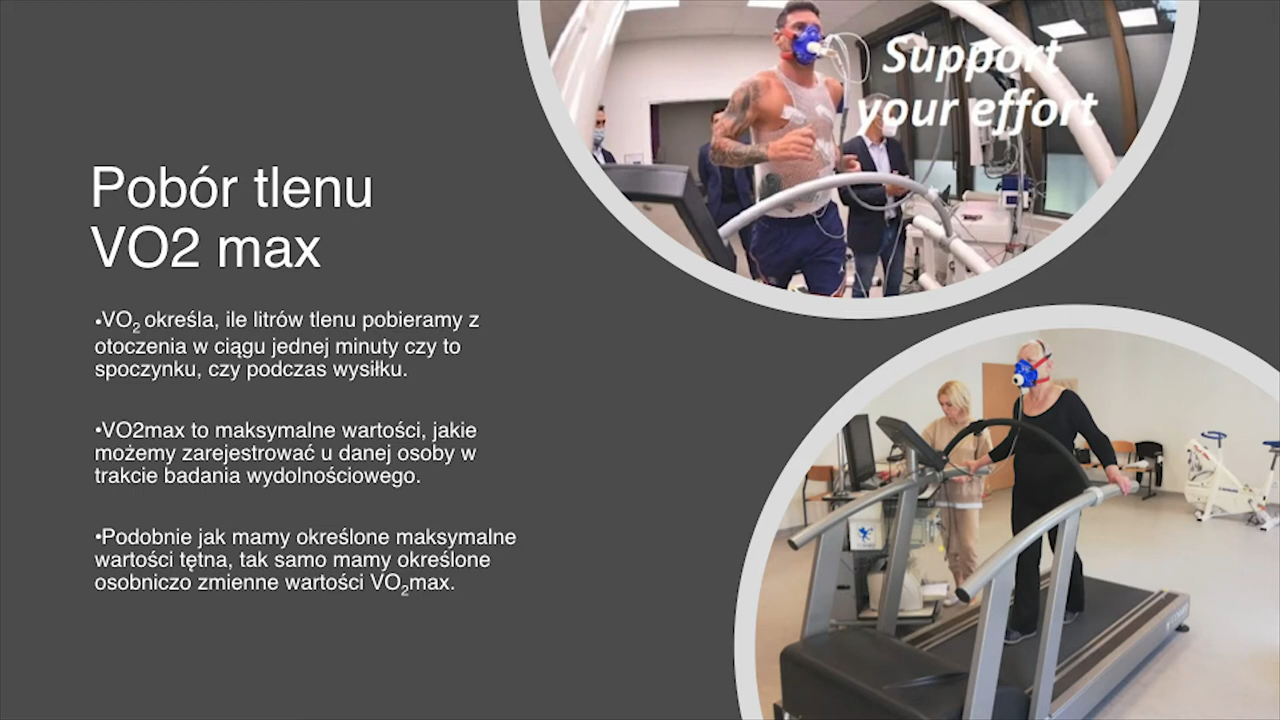 Support
your effort
Pobór tlenu
VO2 max
•VO2 określa, ile litrów tlenu pobieramy z
otoczenia w ciągu jednej minuty czy to
spoczynku, czy podczas wysiłku.
•VO2max to maksymalne wartości, jakie
możemy zarejestrować u danej osoby w
trakcie badania wydolnościowego.
•Podobnie jak mamy określone maksymalne
wartości tętna, tak samo mamy określone
osobniczo zmienne wartości VO2max.